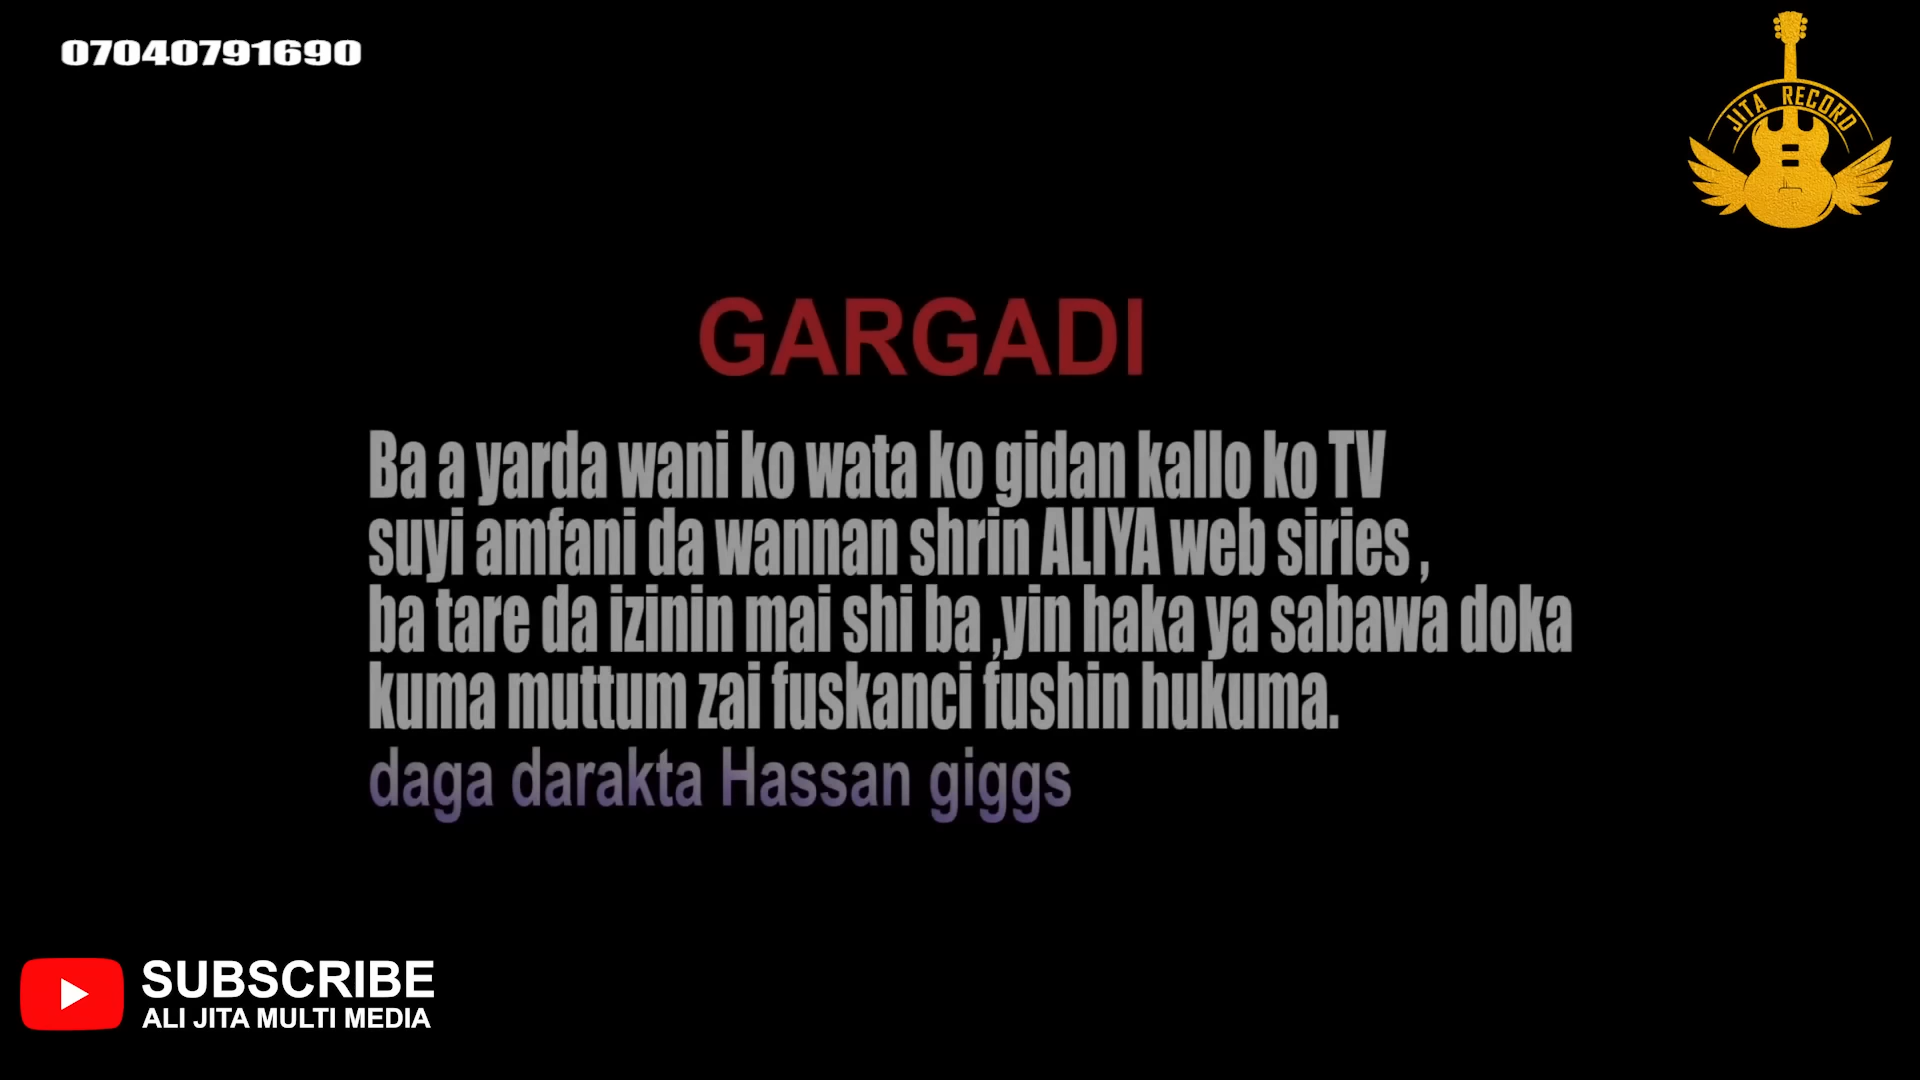 07040791690
JITA RECORD
GARGADI
Ba a yarda wani ko wata ko gidan kallo ko TV
suyi amfani da wannan shrin ALIYA web siries ,
ba tare da izinin mai shi ba ,yin haka ya sabawa doka
kuma muttum zai fuskanci fushin hukuma.
daga darakta Hassan giggs
SUBSCRIBE
ALI JITA MULTI MEDIA